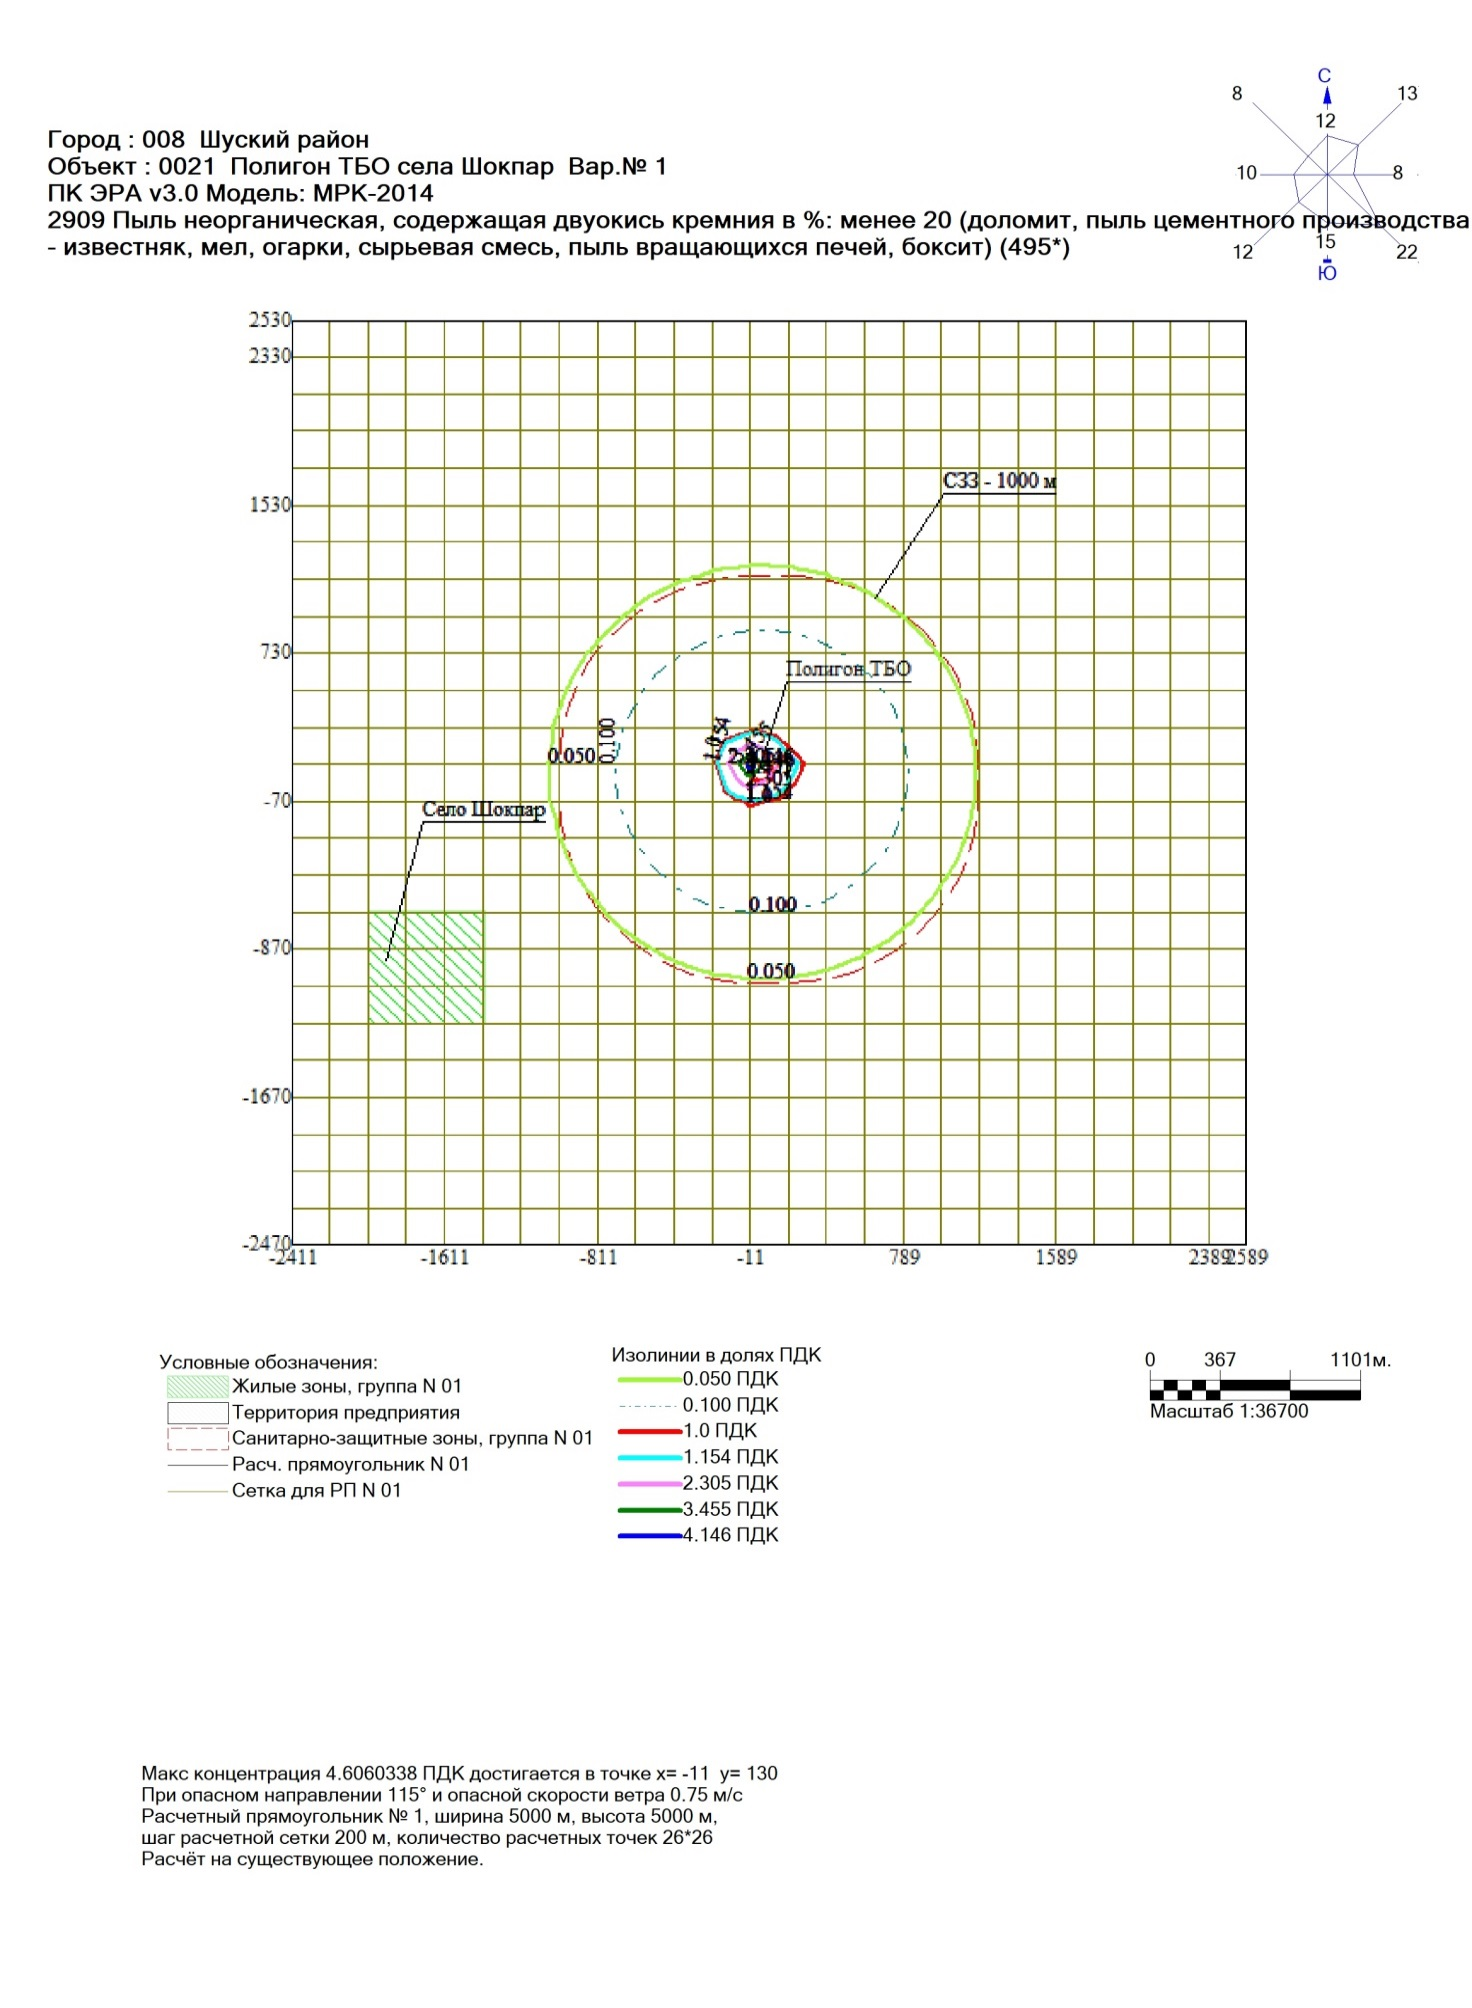 С
8
13
12
10
8
12
15
22
Ю
Город : 008 Шуский район
Объект : 0021 Полигон ТБО села Шокпар Вар.№ 1
ПК ЭРА v3.0 Модель: МРК-2014
2909 Пыль неорганическая, содержащая двуокись кремния в %: менее 20 (доломит, пыль цементного производства
- известняк, мел, огарки, сырьевая смесь, пыль вращающихся печей, боксит) (495*)
2530
2330
1530
730
-70
-870
-1670
-2470
СЗЗ - 1000 м
Полигон ТБО
0.100
0.050
Село Шокпар
0.100
0.050
-2411
-1611
-811
-11
789
1589
2389
2589
Условные обозначения:
Жилые зоны, группа N 01
Территория предприятия
Санитарно-защитные зоны, группа N 01
Расч. прямоугольник N 01
Сетка для РП N 01
Изолинии в долях ПДК
0.050 ПДК
0.100 ПДК
1.0 ПДК
1.154 ПДК
2.305 ПДК
3.455 ПДК
4.146 ПДК
0 367 1101м.
Масштаб 1:36700
Макс концентрация 4.6060338 ПДК достигается в точке x= -11 y= 130
При опасном направлении 115° и опасной скорости ветра 0.75 м/с
Расчетный прямоугольник № 1, ширина 5000 м, высота 5000 м,
шаг расчетной сетки 200 м, количество расчетных точек 26*26
Расчёт на существующее положение.